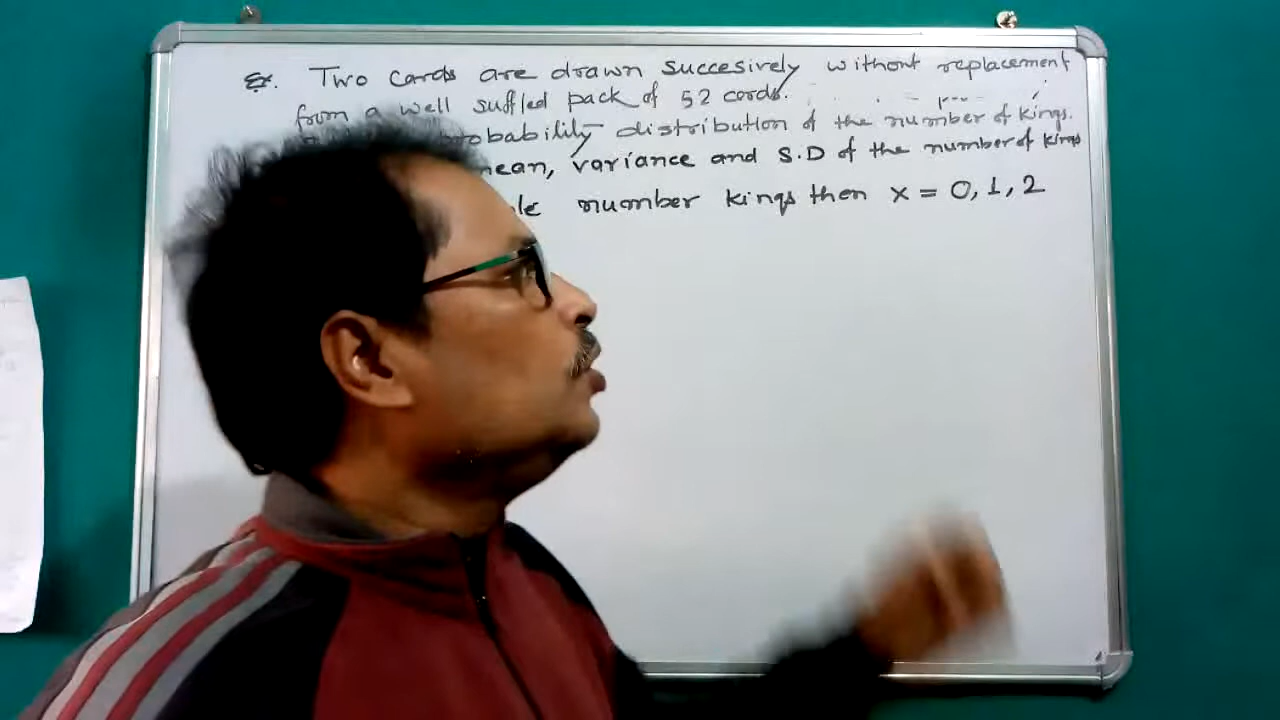 Ex. Two cards are drawn succesively without replacement
from a well suffled pack of 52 cards.
probability distribution of the number of kings.
mean, variance and S.D of the number of kings
number kings then x = 0, 1, 2